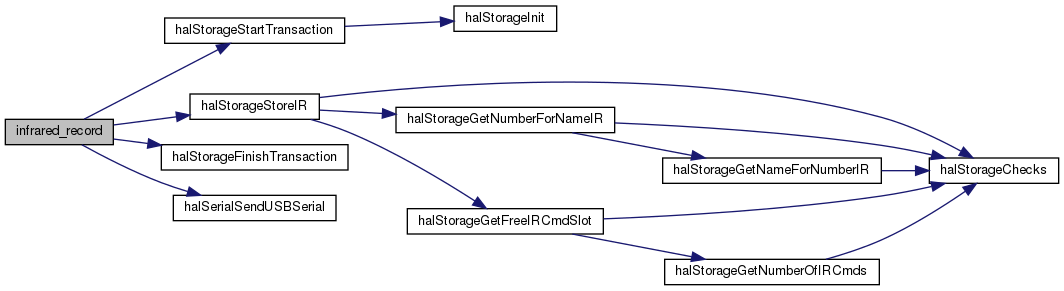 halStorageInit
halStorageStartTransaction
halStorageStoreIR
halStorageGetNumberForNameIR
infrared_record
halStorageFinishTransaction
halStorageGetNameForNumberIR
halStorageChecks
halSerialSendUSBSerial
halStorageGetFreeIRCmdSlot
halStorageGetNumberOfIRCmds